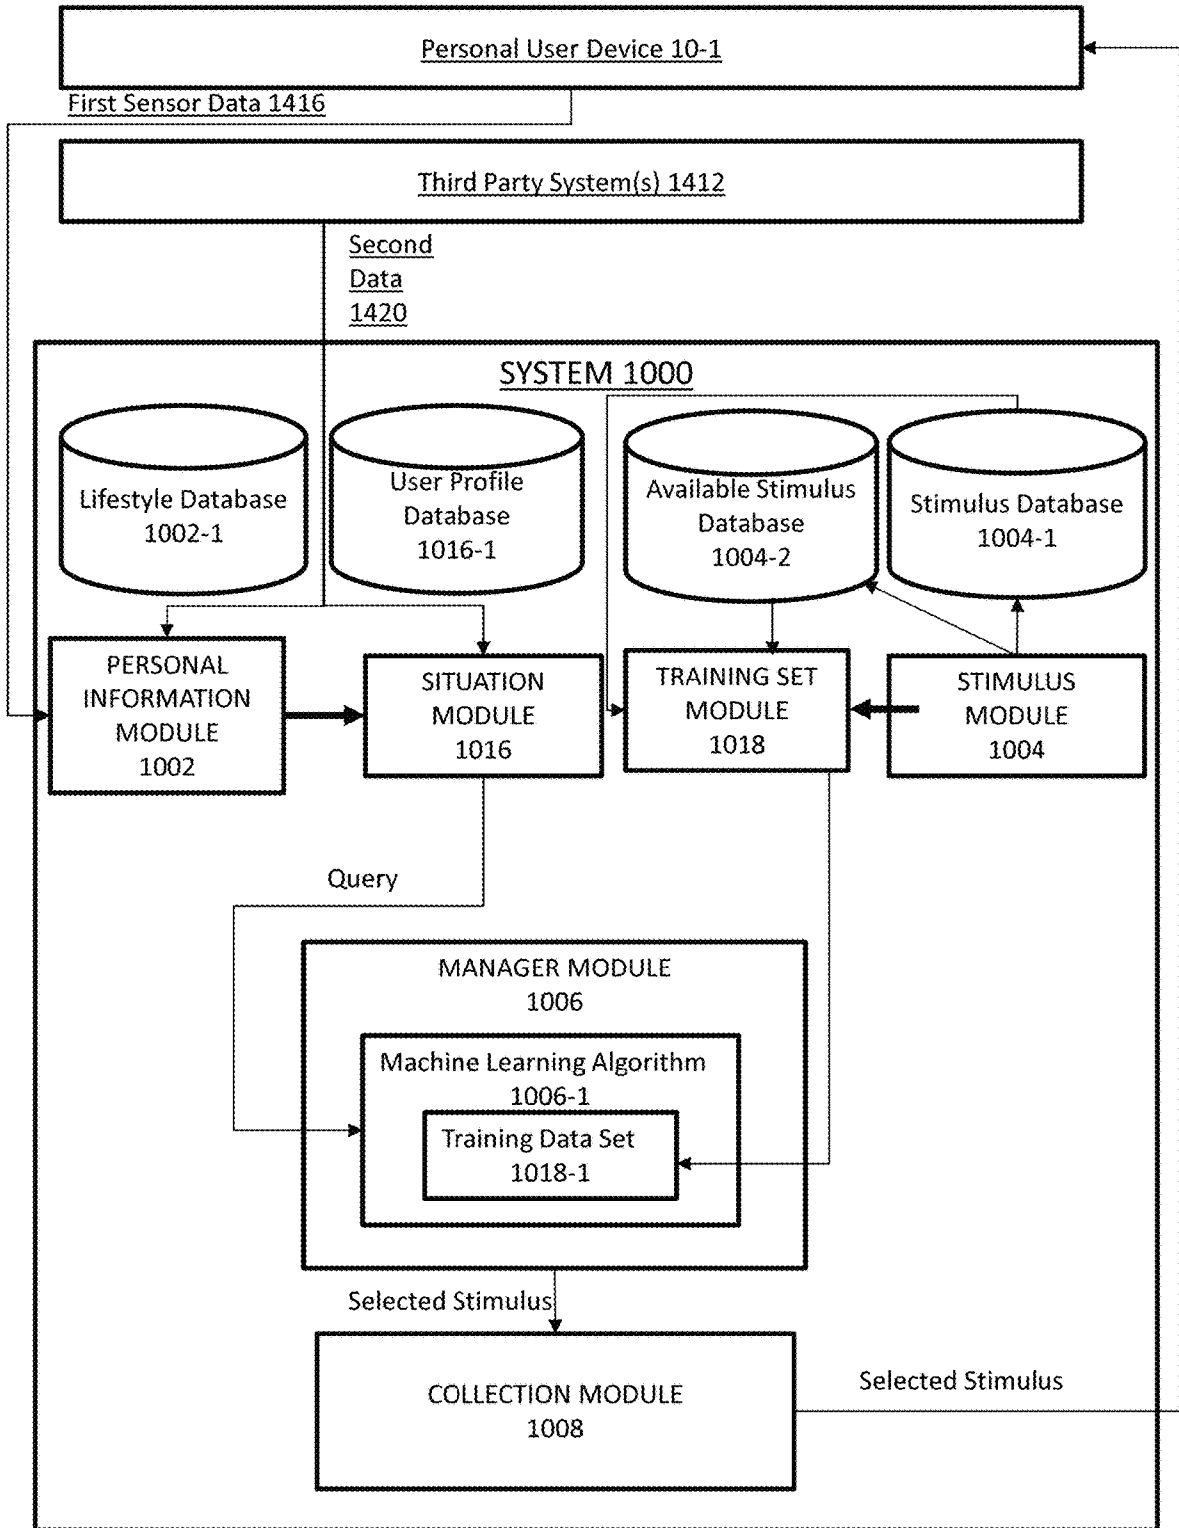 Personal User Device 10-1
First Sensor Data 1416
Third Party System(s) 1412
Second
Data
1420
SYSTEM 1000
Lifestyle Database
1002-1
User Profile
Database
1016-1
Available Stimulus
Database
1004-2
Stimulus Database
1004-1
PERSONAL
INFORMATION
MODULE
1002
SITUATION
MODULE
1016
TRAINING SET
MODULE
1018
STIMULUS
MODULE
1004
Query
MANAGER MODULE
1006
Machine Learning Algorithm
1006-1
Training Data Set
1018-1
Selected Stimulus
COLLECTION MODULE
1008
Selected Stimulus